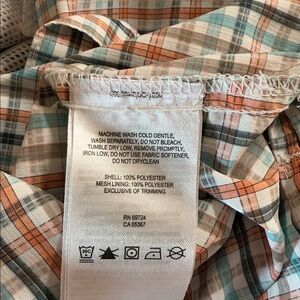 MACHINE WASH COLD GENTLE,
WASH SEPARATELY, DO NOT BLEACH,
TUMBLE DRY LOW, REMOVE PROMPTLY,
IRON LOW, DO NOT USE FABRIC SOFTENER,
DO NOT DRYCLEAN
SHELL: 100% POLYESTER
MESH LINING: 100% POLYESTER
EXCLUSIVE OF TRIMMING
RN 69724
CA 05367